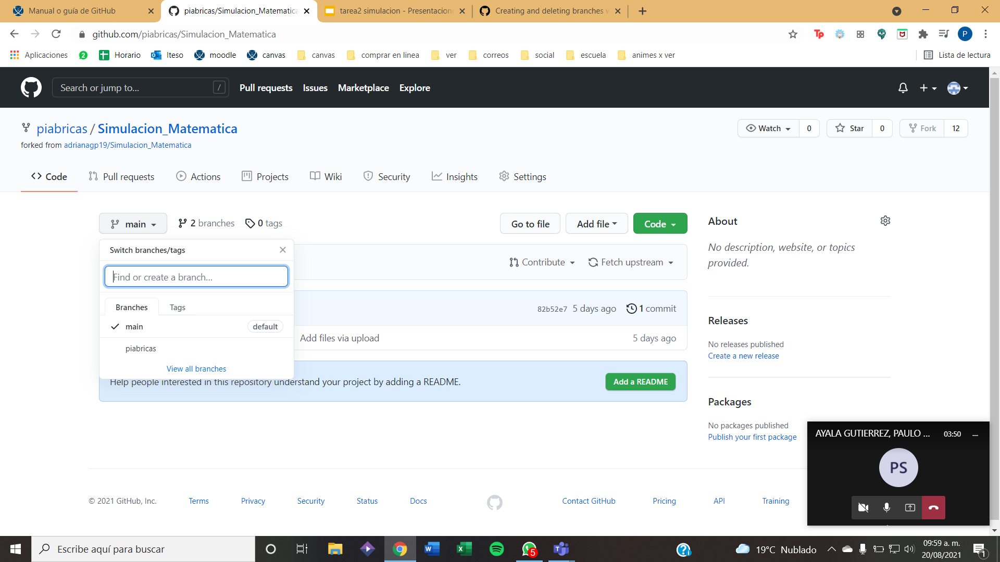 Manual o guía de GitHub
piabricas/Simulacion_Matematica
tarea2 simulacion - Presentacione
Creating and deleting branches w
github.com/piabricas/Simulacion_Matematica
Tp
P
Aplicaciones
2
Horario
Iteso
moodle
canvas
canvas
comprar en linea
ver
correos
social
escuela
animes x ver
Lista de lectura
Search or jump to...
/
Pull requests
Issues
Marketplace
Explore
piabricas / Simulacion_Matematica
forked from adrianagp19/Simulacion_Matematica
Watch 0
Star 0
Fork 12
Code
Pull requests
Actions
Projects
Wiki
Security
Insights
Settings
main
2 branches
0 tags
Go to file
Add file
Code
Switch branches/tags
Find or create a branch...
Branches
Tags
main
default
piabricas
View all branches
Contribute
Fetch upstream
82b52e7 5 days ago
1 commit
Add files via upload
5 days ago
Help people interested in this repository understand your project by adding a README.
Add a README
About
No description, website, or topics
provided.
Releases
No releases published
Create a new release
Packages
No packages published
Publish your first package
AYALA GUTIERREZ, PAULO ...
03:50
PS
© 2021 GitHub, Inc.
Terms
Privacy
Security
Status
Docs
Contact GitHub
Pricing
API
Training
Escribe aquí para buscar
5
19°C Nublado
09:59 a. m.
20/08/2021
1